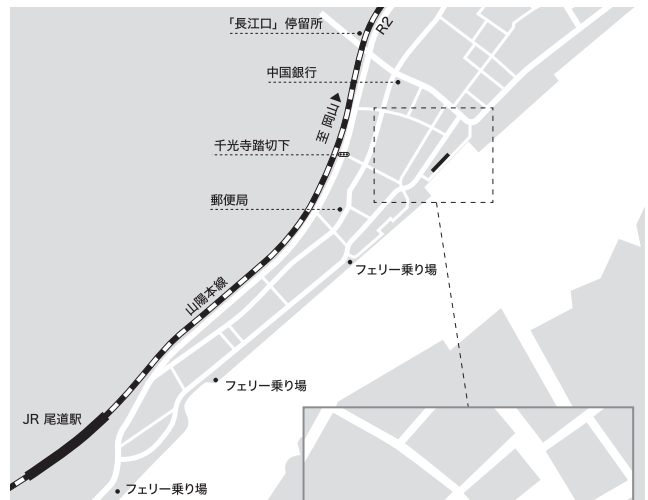 「長江口」停留所
R2
中国銀行
至 岡山▲
千光寺踏切下
郵便局
フェリー乗り場
山陽本線
フェリー乗り場
JR 尾道駅
フェリー乗り場